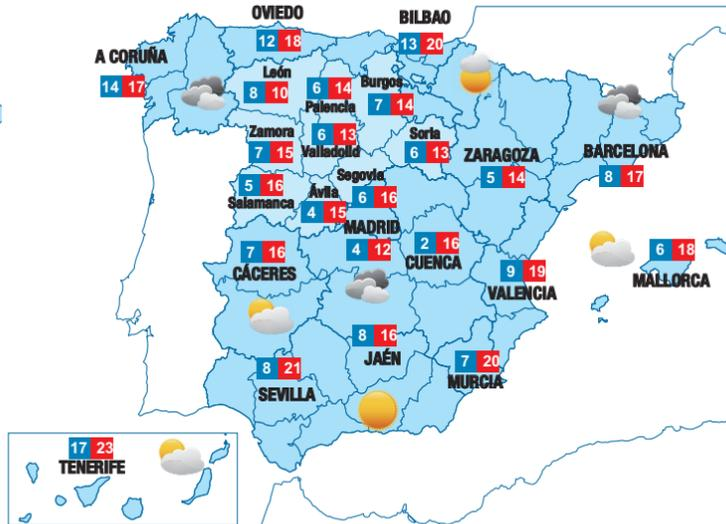 OVIEDO
12 18
BILBAO
13 20
A CORUÑA
14 17
León
8 10
6 14
Palencia
Burgos
7 14
Zamora
7 15
6 13
Valladolid
Soria
6 13
ZARAGOZA
5 14
BARCELONA
8 17
5 16
Salamanca
Ávila
4 15
Segovia
6 16
MADRID
4 12
2 16
CUENCA
7 16
CÁCERES
9 19
VALENCIA
6 18
MALLORCA
8 16
JAÉN
8 21
SEVILLA
7 20
MURCIA
17 23
TENERIFE